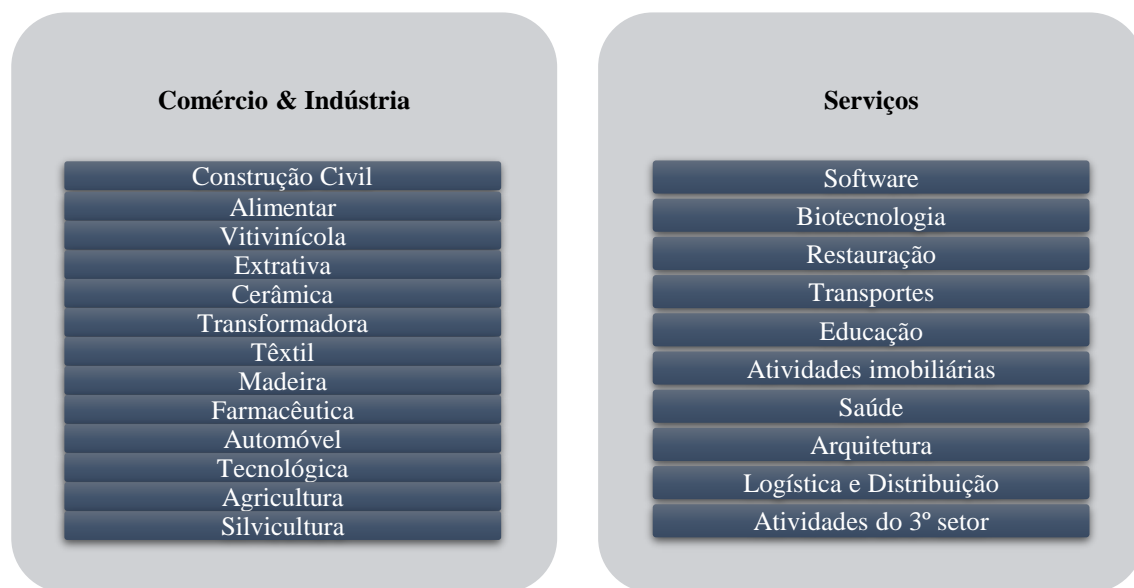 Comércio & Indústria
Construção Civil
Alimentar
Vitivinícola
Extrativa
Cerâmica
Transformadora
Têxtil
Madeira
Farmacêutica
Automóvel
Tecnológica
Agricultura
Silvicultura
Serviços
Software
Biotecnologia
Restauração
Transportes
Educação
Atividades imobiliárias
Saúde
Arquitetura
Logística e Distribuição
Atividades do 3º setor